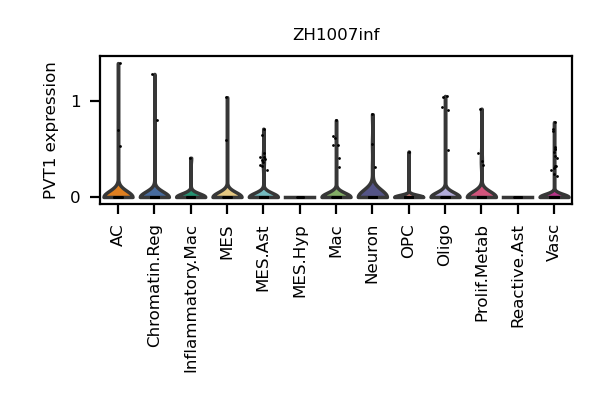 ZH1007inf
PVT1 expression
1
0
AC
Chromatin.Reg
Inflammatory.Mac
MES
MES.Ast
MES.Hyp
Mac
Neuron
OPC
Oligo
Prolif.Metab
Reactive.Ast
Vasc